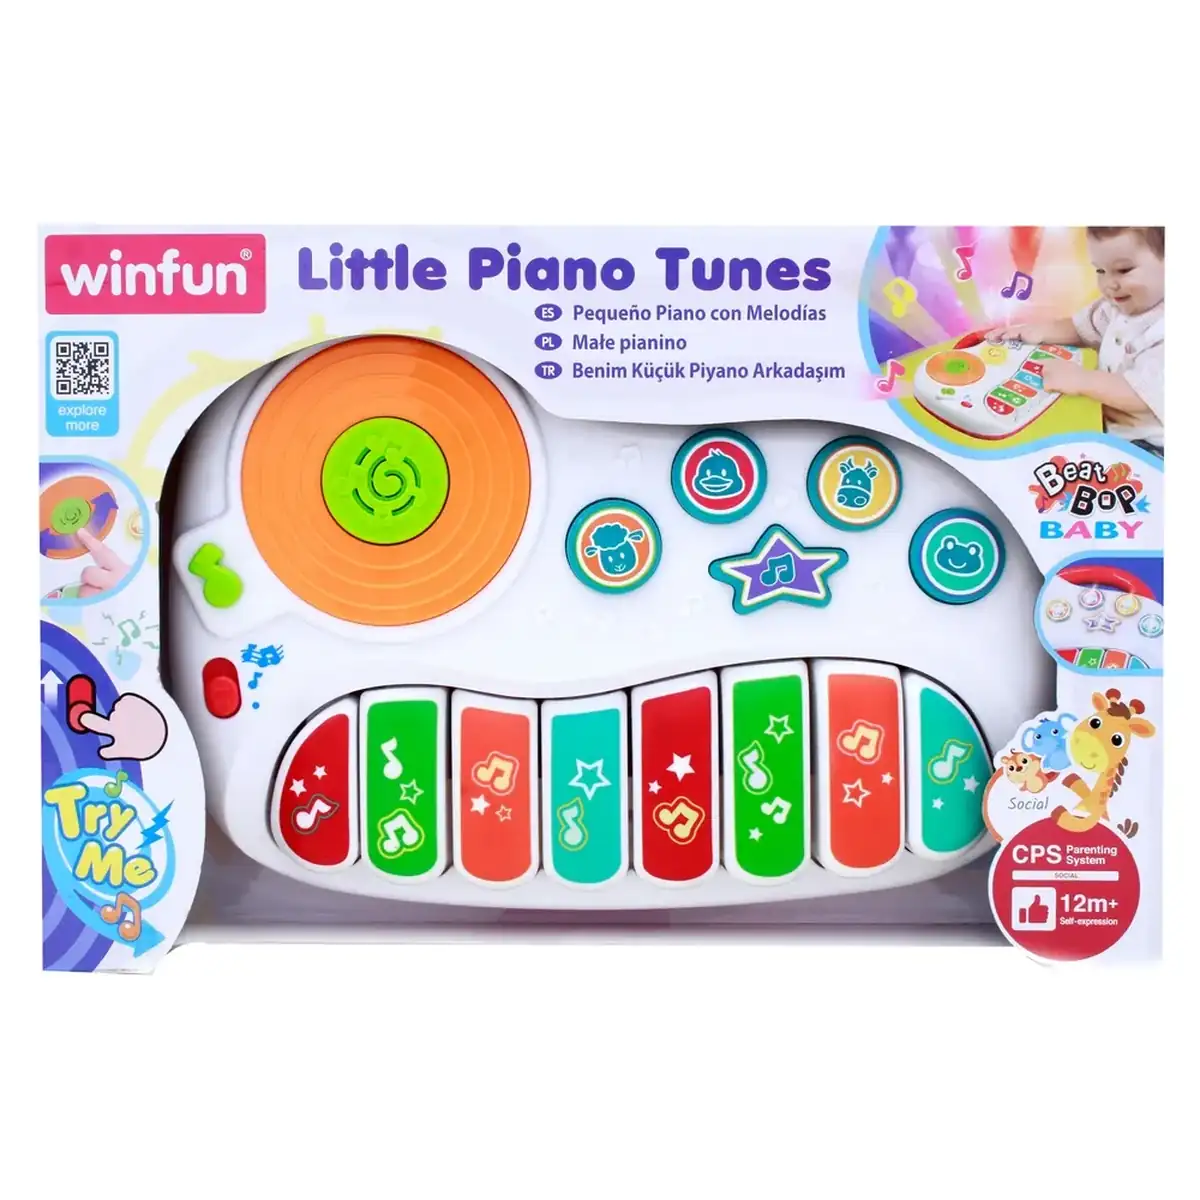 winfun®
Little Piano Tunes
ES Pequeño Piano con Melodías
PL Małe pianino
TR Benim Küçük Piyano Arkadaşım
explore
more
Beat
Bop
BABY
Try
Me
Social
CPS Parenting
System
SOCIAL
12m+
Self-expression